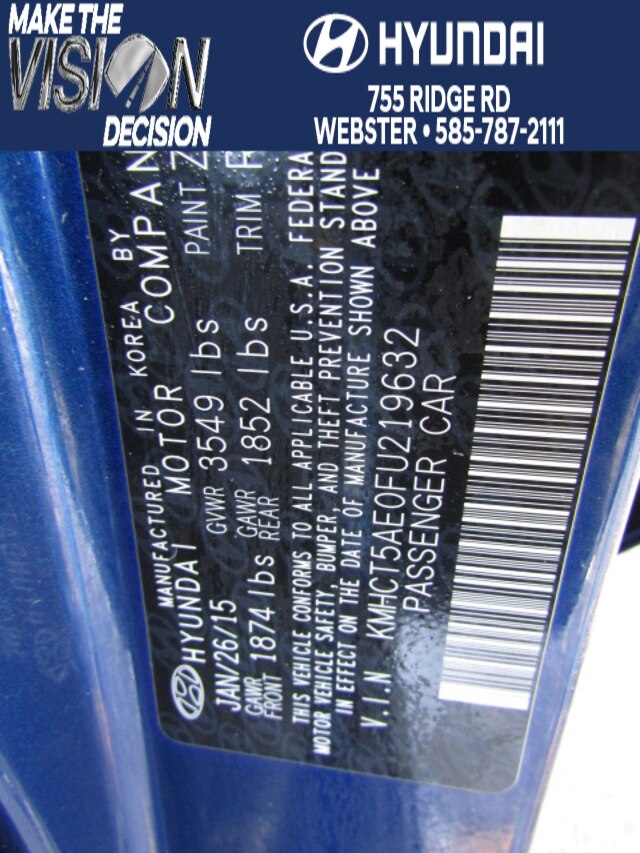 MAKE THE
VISION
DECISION
HYUNDAI
755 RIDGE RD
WEBSTER • 585-787-2111
MANUFACTURED IN KOREA BY
HYUNDAI MOTOR COMPAN
JAN/26/15 GVWR 3549 lbs PAINT Z
GAWR FRONT 1874 lbs GAWR REAR 1852 lbs TRIM F
THIS VEHICLE CONFORMS TO ALL APPLICABLE U.S.A. FEDERA
MOTOR VEHICLE SAFETY, BUMPER, AND THEFT PREVENTION STAND
IN EFFECT ON THE DATE OF MANUFACTURE SHOWN ABOVE
V.I.N KMHCT5AE0FU219632
PASSENGER CAR